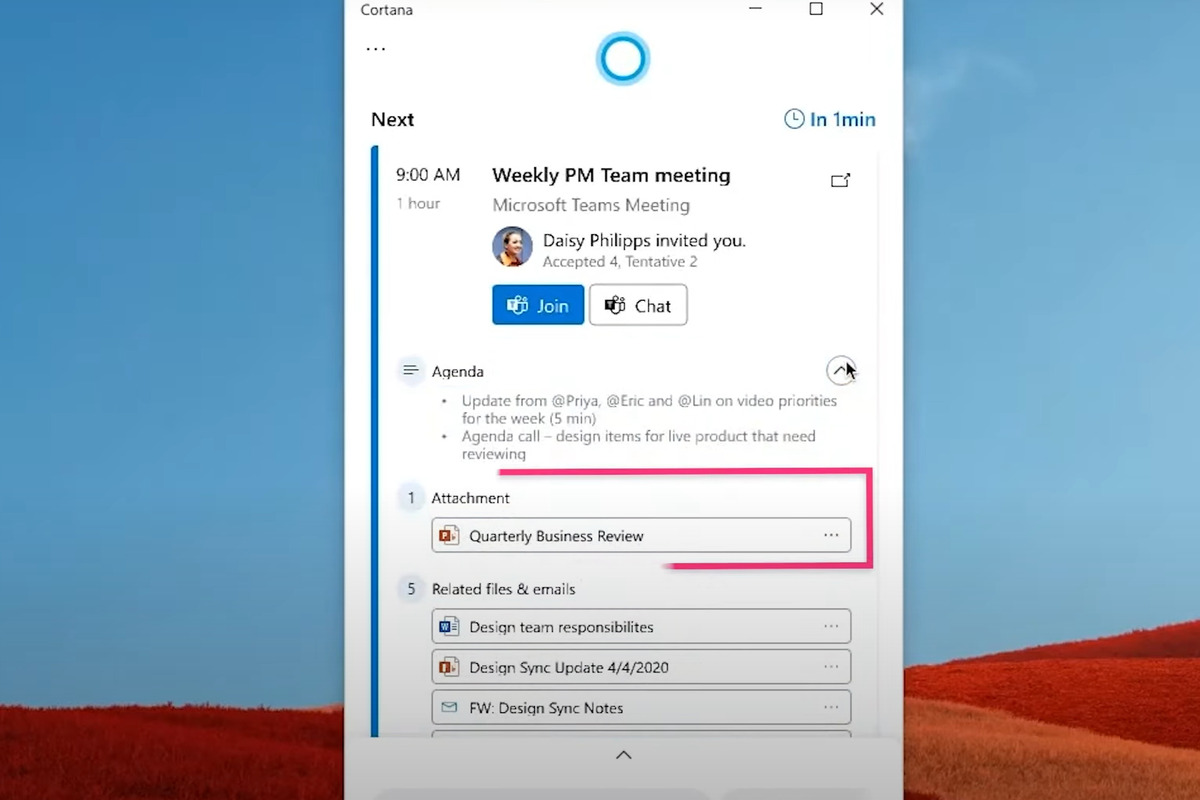 Cortana
...
Next
In 1min
9:00 AM
Weekly PM Team meeting
1 hour
Microsoft Teams Meeting
Daisy Philipps invited you.
Accepted 4, Tentative 2
Join
Chat
Agenda
• Update from @Priya, @Eric and @Lin on video priorities
for the week (5 min)
• Agenda call – design items for live product that need
reviewing
1 Attachment
Quarterly Business Review ...
5 Related files & emails
Design team responsibilites ...
Design Sync Update 4/4/2020 ...
FW: Design Sync Notes ...